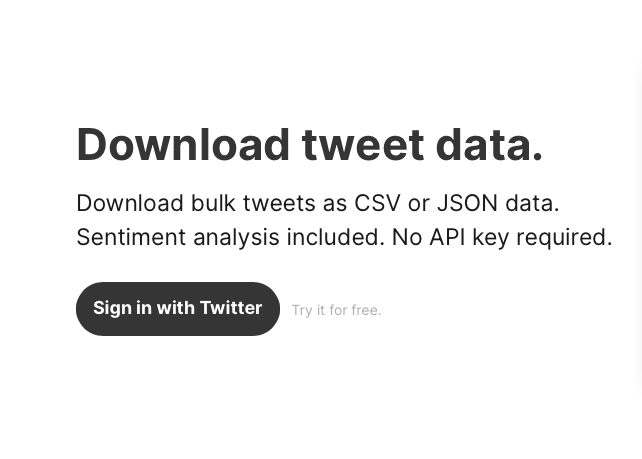 Download tweet data.
Download bulk tweets as CSV or JSON data.
Sentiment analysis included. No API key required.
Sign in with Twitter
Try it for free.